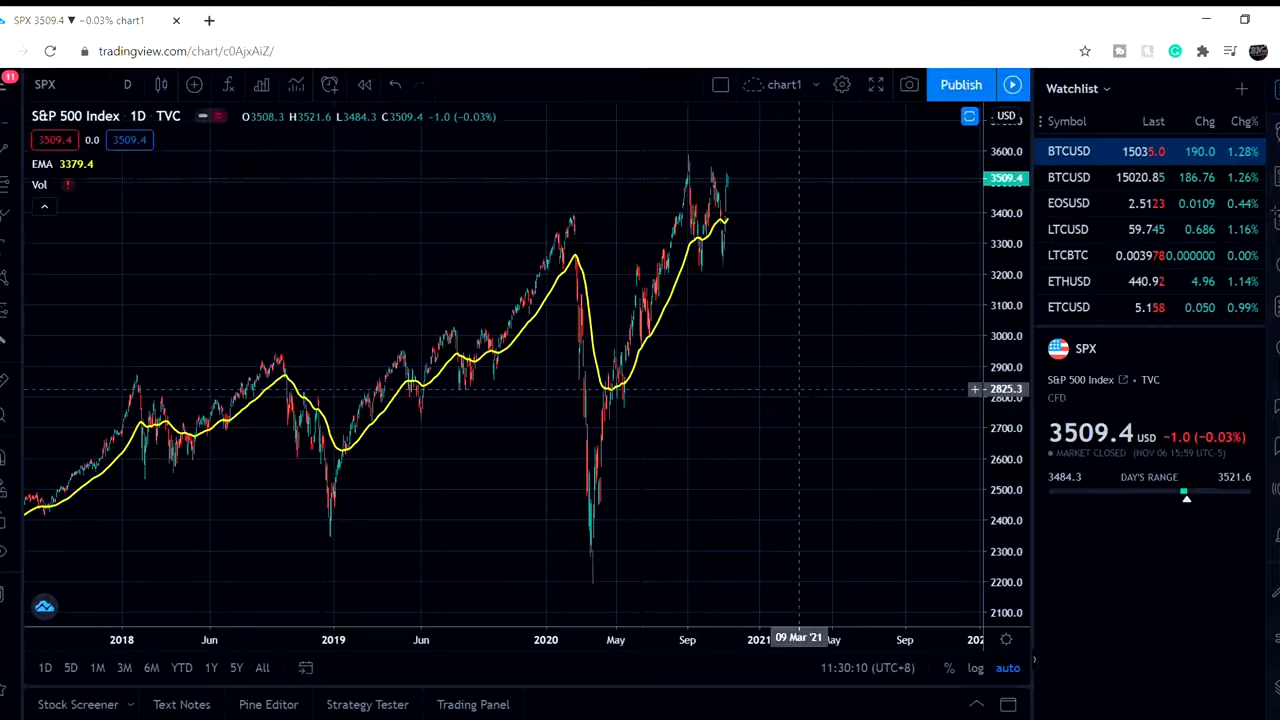 SPX 3509.4 ▼ −0.03% chart1
tradingview.com/chart/c0AjxAiZ/
11
SPX D chart1 Publish
S&P 500 Index · 1D · TVC O3508.3 H3521.6 L3484.3 C3509.4 -1.0 (-0.03%)
3509.4 0.0 3509.4
EMA 3379.4
Vol
USD
3600.0
3509.4
3400.0
3300.0
3200.0
3100.0
3000.0
2900.0
2825.3
2800.0
2700.0
2600.0
2500.0
2400.0
2300.0
2200.0
2100.0
2018 Jun 2019 Jun 2020 May Sep 2021 09 Mar '21 May Sep
1D 5D 1M 3M 6M YTD 1Y 5Y All 11:30:10 (UTC+8) % log auto
Stock Screener Text Notes Pine Editor Strategy Tester Trading Panel
Watchlist
Symbol Last Chg Chg%
BTCUSD 15035.0 190.0 1.28%
BTCUSD 15020.85 186.76 1.26%
EOSUSD 2.5123 0.0109 0.44%
LTCUSD 59.745 0.686 1.16%
LTCBTC 0.003978 0.000000 0.00%
ETHUSD 440.92 4.96 1.14%
ETCUSD 5.158 0.050 0.99%
SPX
S&P 500 Index · TVC
CFD
3509.4 USD -1.0 (-0.03%)
MARKET CLOSED (NOV 06 15:59 UTC-5)
3484.3 DAY'S RANGE 3521.6